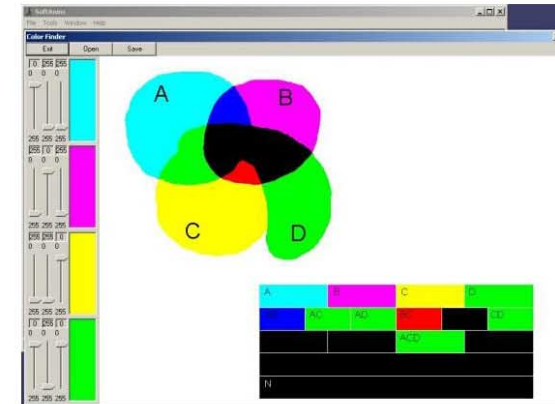 File Tools Window Help
Color Finder
Exit Open Save
0 255 255
0 0 0
255 255 255
255 0 255
0 0 0
255 255 255
255 255 0
0 0 0
255 255 255
0 255 0
0 0 0
255 255 255
A
B
C
D
A B C D
AB AC AD BC CD
ACD
N